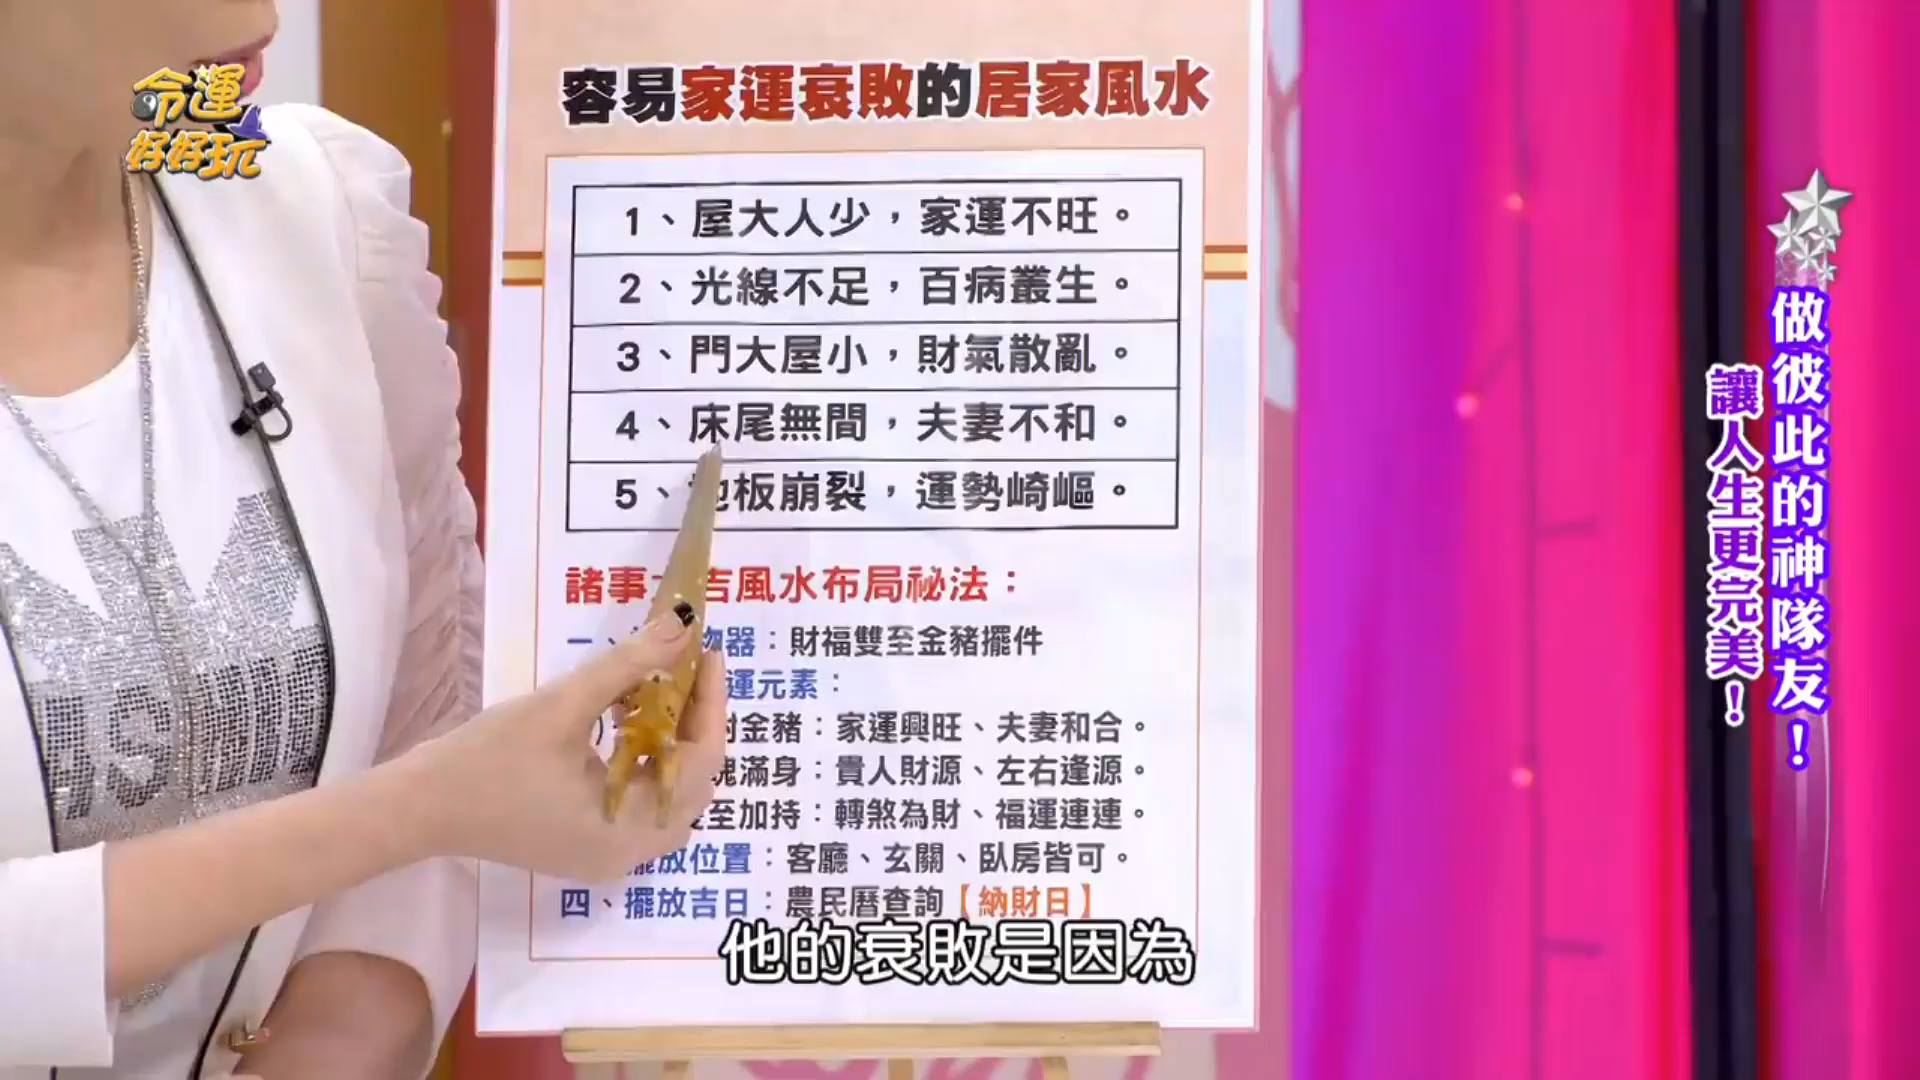 命運
好好玩
容易家運衰敗的居家風水
1、屋大人少，家運不旺。
2、光線不足，百病叢生。
3、門大屋小，財氣散亂。
4、床尾無間，夫妻不和。
5、地板崩裂，運勢崎嶇。
諸事 吉風水布局祕法：
一、 物器：財福雙至金豬擺件
運元素：
財金豬：家運興旺、夫妻和合。
滿身：貴人財源、左右逢源。
至加持：轉煞為財、福運連連。
擺放位置：客廳、玄關、臥房皆可。
四、擺放吉日：農民曆查詢【納財日】
他的衰敗是因為
做彼此的神隊友！
讓人生更完美！